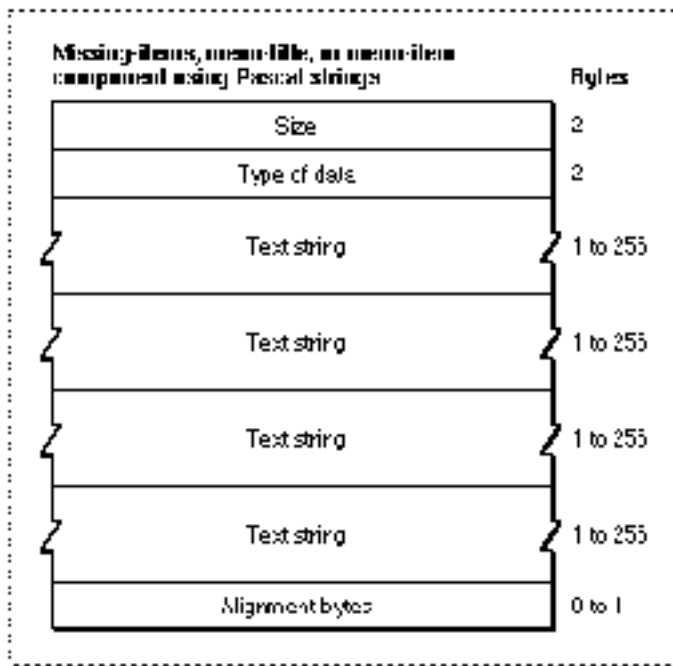 Missing-items, menu-title, or menu-item
component using Pascal strings
Bytes
Size
2
Type of data
2
Text string
1 to 255
Text string
1 to 255
Text string
1 to 255
Text string
1 to 255
Alignment bytes
0 to 1